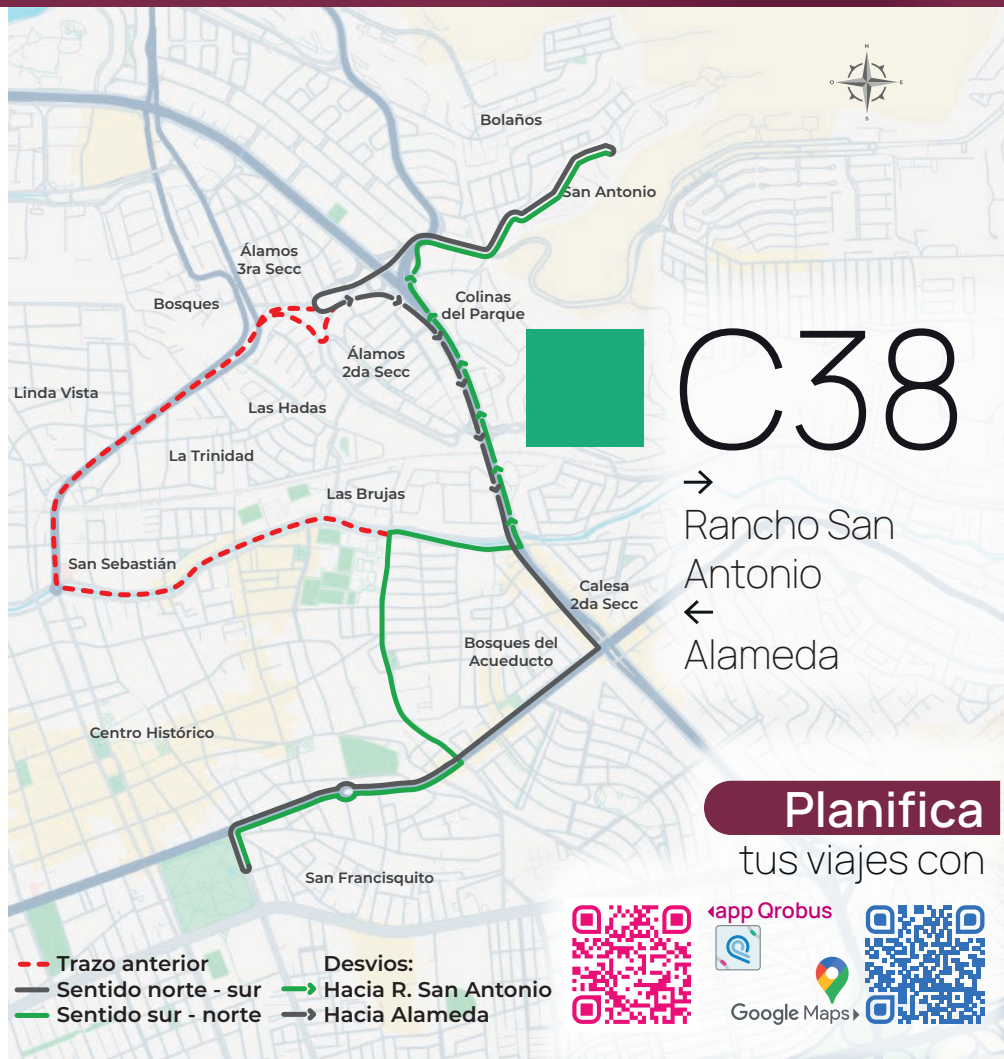 N
O
E
S
Bolaños
San Antonio
Álamos
3ra Secc
Bosques
Colinas
del Parque
Álamos
2da Secc
Linda Vista
Las Hadas
La Trinidad
Las Brujas
San Sebastián
Calesa
2da Secc
Bosques del
Acueducto
Centro Histórico
San Francisquito
C38
→
Rancho San
Antonio
←
Alameda
Planifica
tus viajes con
app Qrobus
Google Maps
Trazo anterior
Sentido norte - sur
Sentido sur - norte
Desvios:
Hacia R. San Antonio
Hacia Alameda